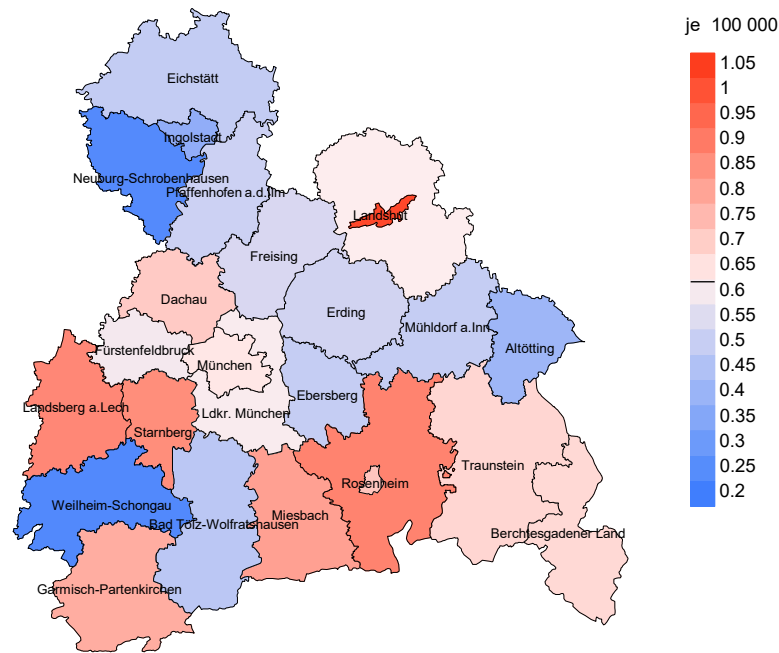 je 100 000
Eichstätt
Ingolstadt
Neuburg-Schrobenhausen
Pfaffenhofen a.d.Ilm
Landshut
Freising
Dachau
Erding
Mühldorf a.Inn
Altötting
Fürstenfeldbruck
München
Ebersberg
Landsberg a.Lech
Ldkr. München
Starnberg
Traunstein
Rosenheim
Weilheim-Schongau
Miesbach
Bad Tölz-Wolfratshausen
Berchtesgadener Land
Garmisch-Partenkirchen
1.05
1
0.95
0.9
0.85
0.8
0.75
0.7
0.65
0.6
0.55
0.5
0.45
0.4
0.35
0.3
0.25
0.2